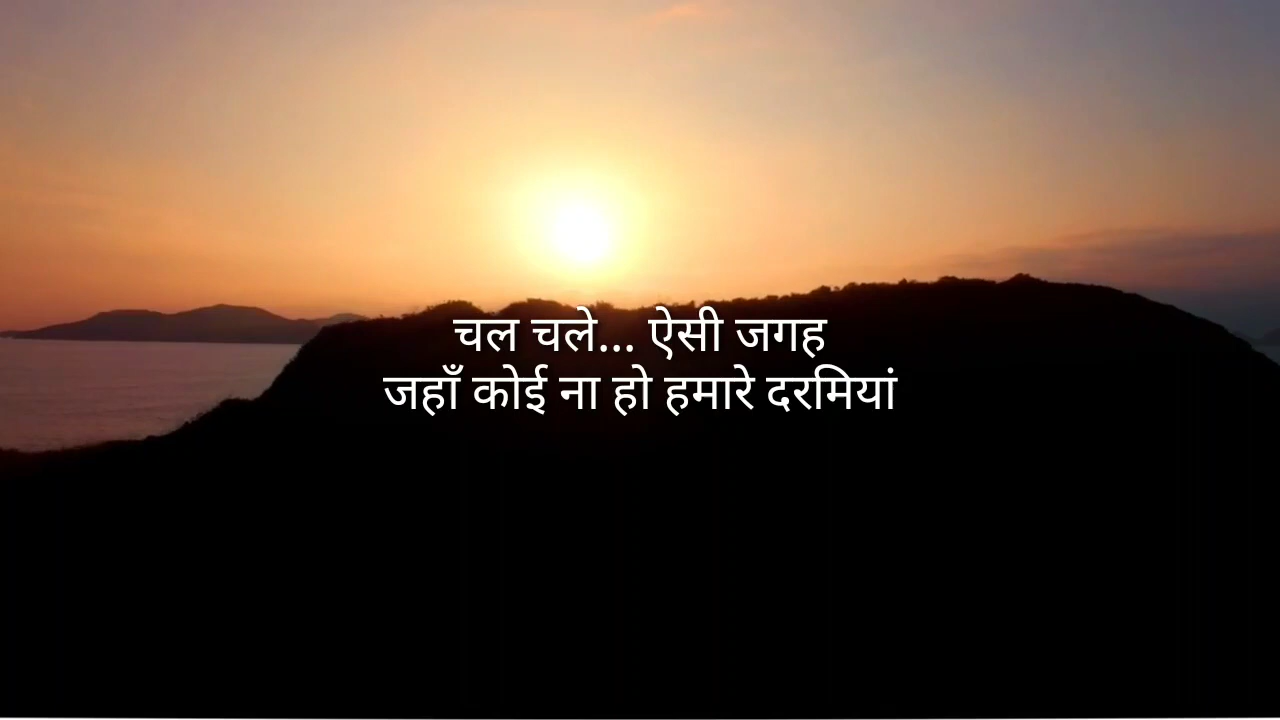 चल चले... ऐसी जगह
जहाँ कोई ना हो हमारे दरमियां